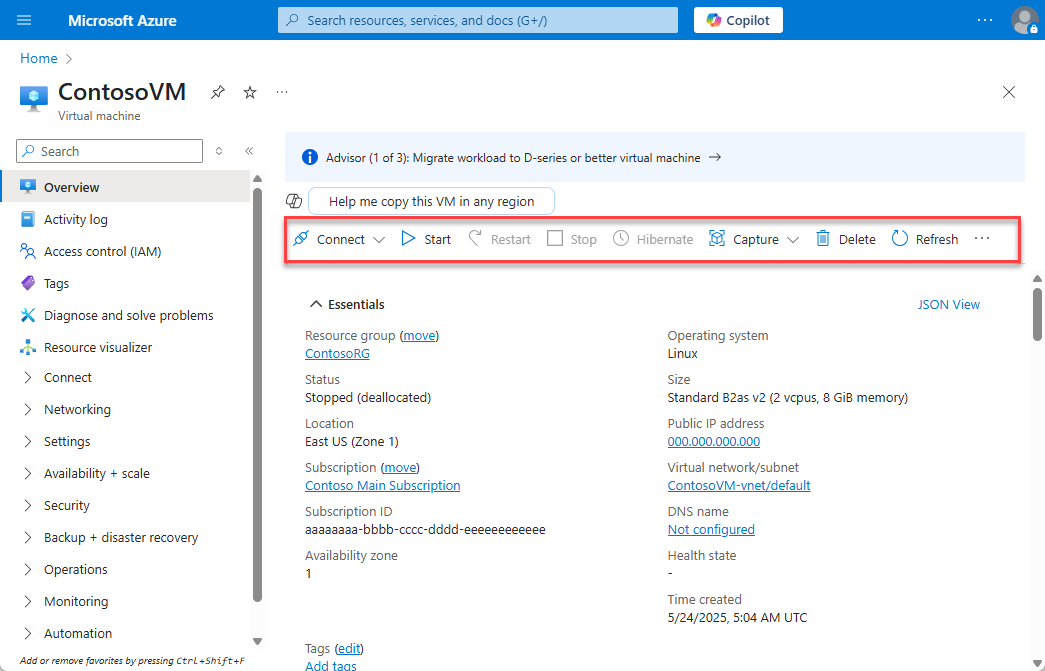 Microsoft Azure
Search resources, services, and docs (G+/)
Copilot
Home
ContosoVM
Virtual machine
Search
Overview
Activity log
Access control (IAM)
Tags
Diagnose and solve problems
Resource visualizer
Connect
Networking
Settings
Availability + scale
Security
Backup + disaster recovery
Operations
Monitoring
Automation
Add or remove favorites by pressing Ctrl+Shift+F
Advisor (1 of 3): Migrate workload to D-series or better virtual machine
Help me copy this VM in any region
Connect Start Restart Stop Hibernate Capture Delete Refresh
Essentials
JSON View
Resource group (move)
ContosoRG
Status
Stopped (deallocated)
Location
East US (Zone 1)
Subscription (move)
Contoso Main Subscription
Subscription ID
aaaaaaaa-bbbb-cccc-dddd-eeeeeeeeeeee
Availability zone
1
Operating system
Linux
Size
Standard B2as v2 (2 vcpus, 8 GiB memory)
Public IP address
000.000.000.000
Virtual network/subnet
ContosoVM-vnet/default
DNS name
Not configured
Health state
-
Time created
5/24/2025, 5:04 AM UTC
Tags (edit)
Add tags